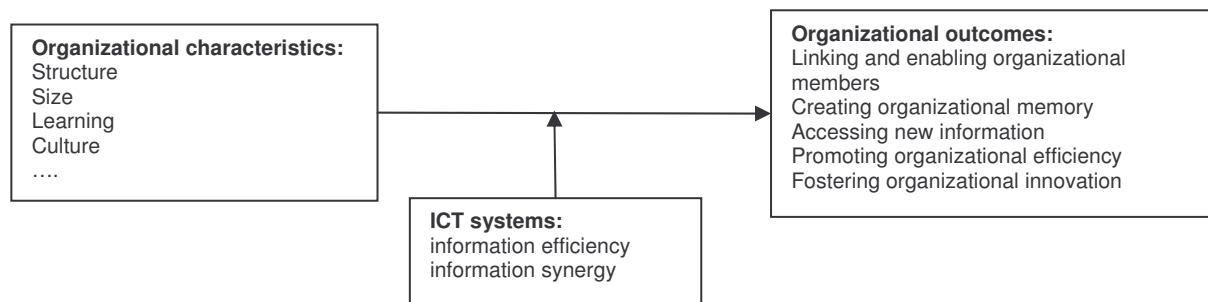 Organizational characteristics:
Structure
Size
Learning
Culture
....
Organizational outcomes:
Linking and enabling organizational
members
Creating organizational memory
Accessing new information
Promoting organizational efficiency
Fostering organizational innovation
ICT systems:
information efficiency
information synergy